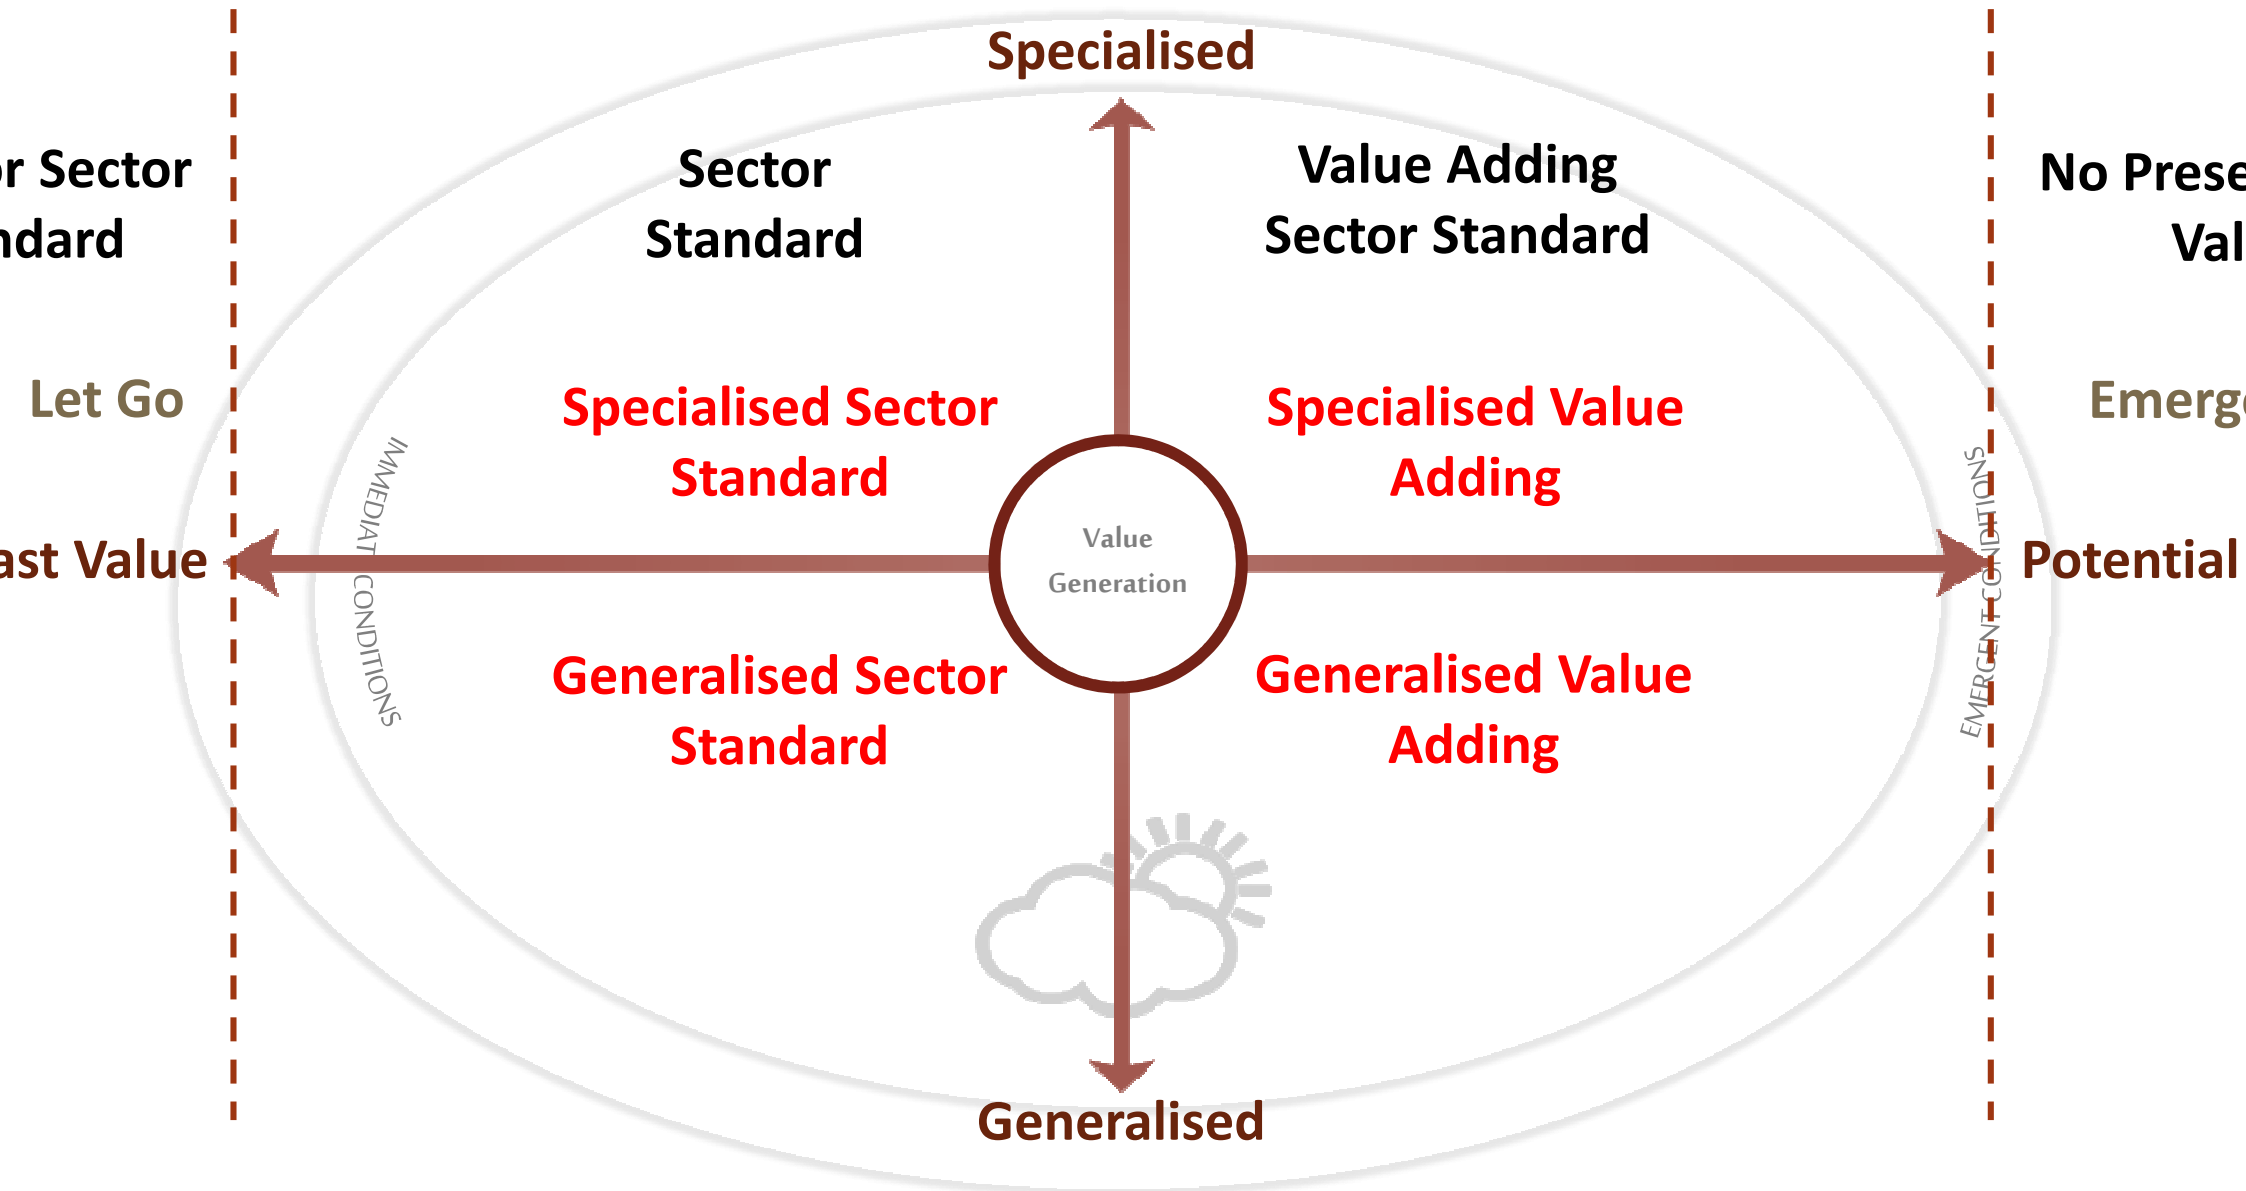 Specialised
r Sector
ndard
Sector
Standard
Value Adding
Sector Standard
No Prese
Val
Let Go
Specialised Sector
Standard
Specialised Value
Adding
Emerg
IMMEDIAT CONDITIONS
EMERGENT CONDITIONS
ast Value
Value
Generation
Potential
Generalised Sector
Standard
Generalised Value
Adding
Generalised